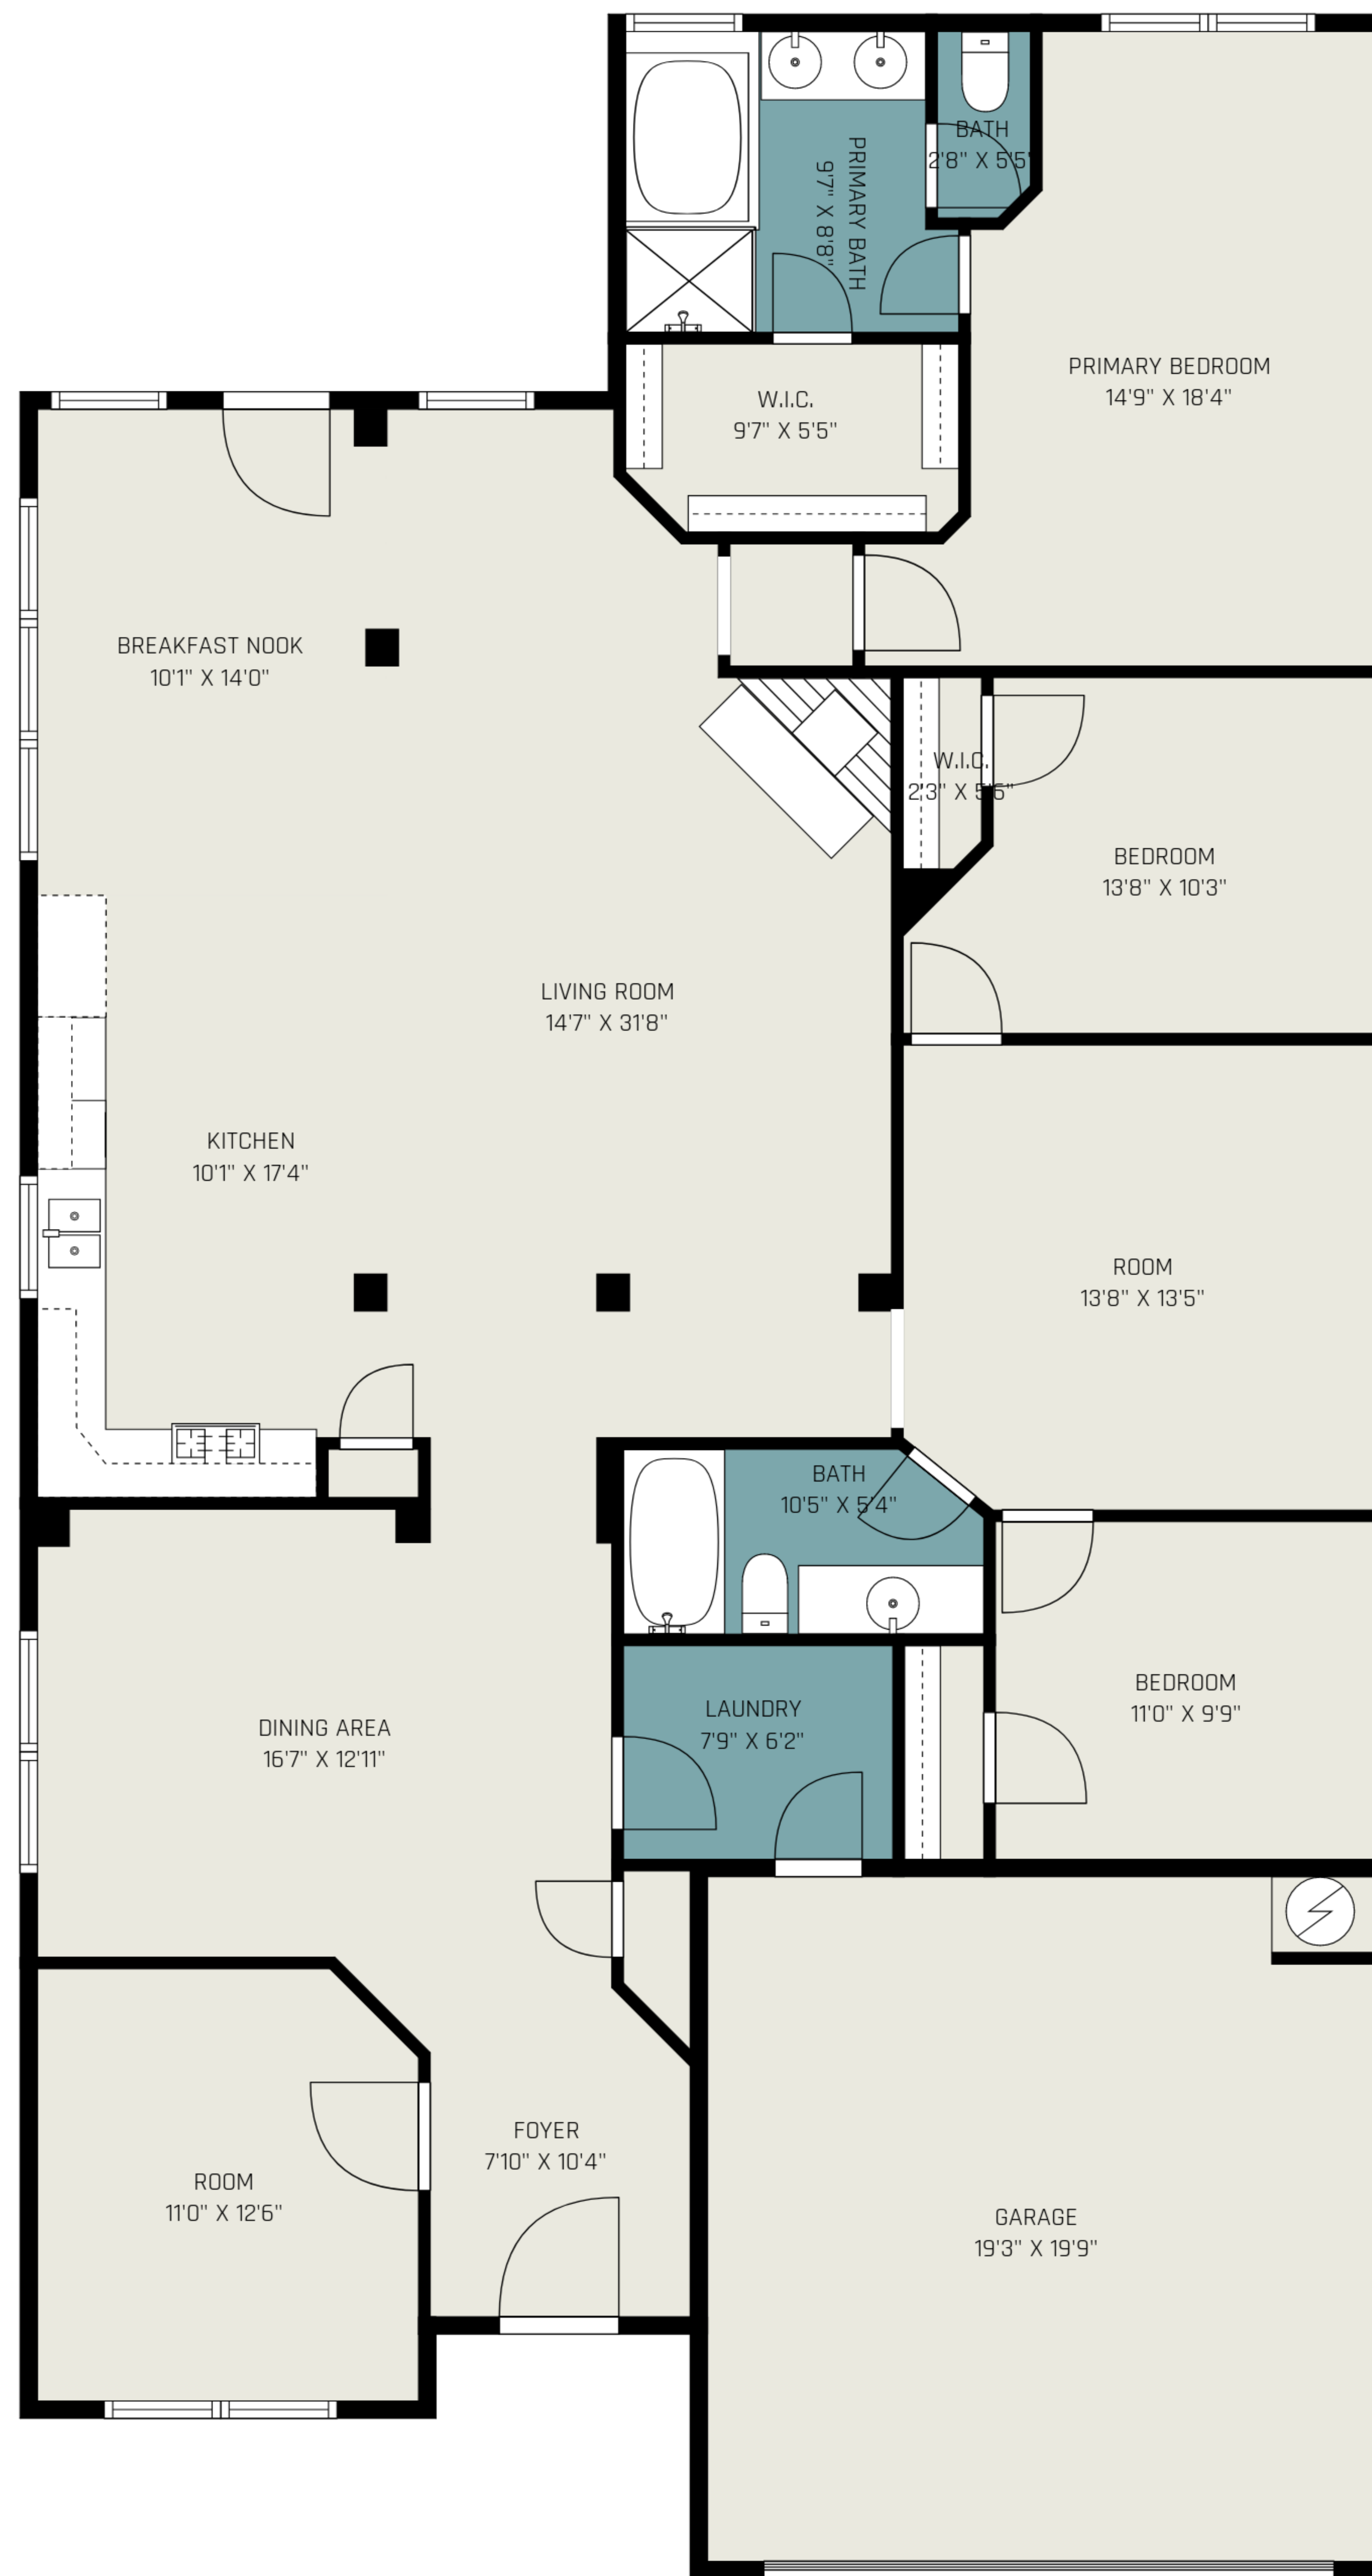 BATH
2'8" X 5'5"
PRIMARY BATH
9'7" X 8'8"
PRIMARY BEDROOM
14'9" X 18'4"
W.I.C.
9'7" X 5'5"
BREAKFAST NOOK
10'1" X 14'0"
W.I.C.
2'3" X 5'6"
BEDROOM
13'8" X 10'3"
LIVING ROOM
14'7" X 31'8"
KITCHEN
10'1" X 17'4"
ROOM
13'8" X 13'5"
BATH
10'5" X 5'4"
BEDROOM
11'0" X 9'9"
LAUNDRY
7'9" X 6'2"
DINING AREA
16'7" X 12'11"
FOYER
7'10" X 10'4"
ROOM
11'0" X 12'6"
GARAGE
19'3" X 19'9"